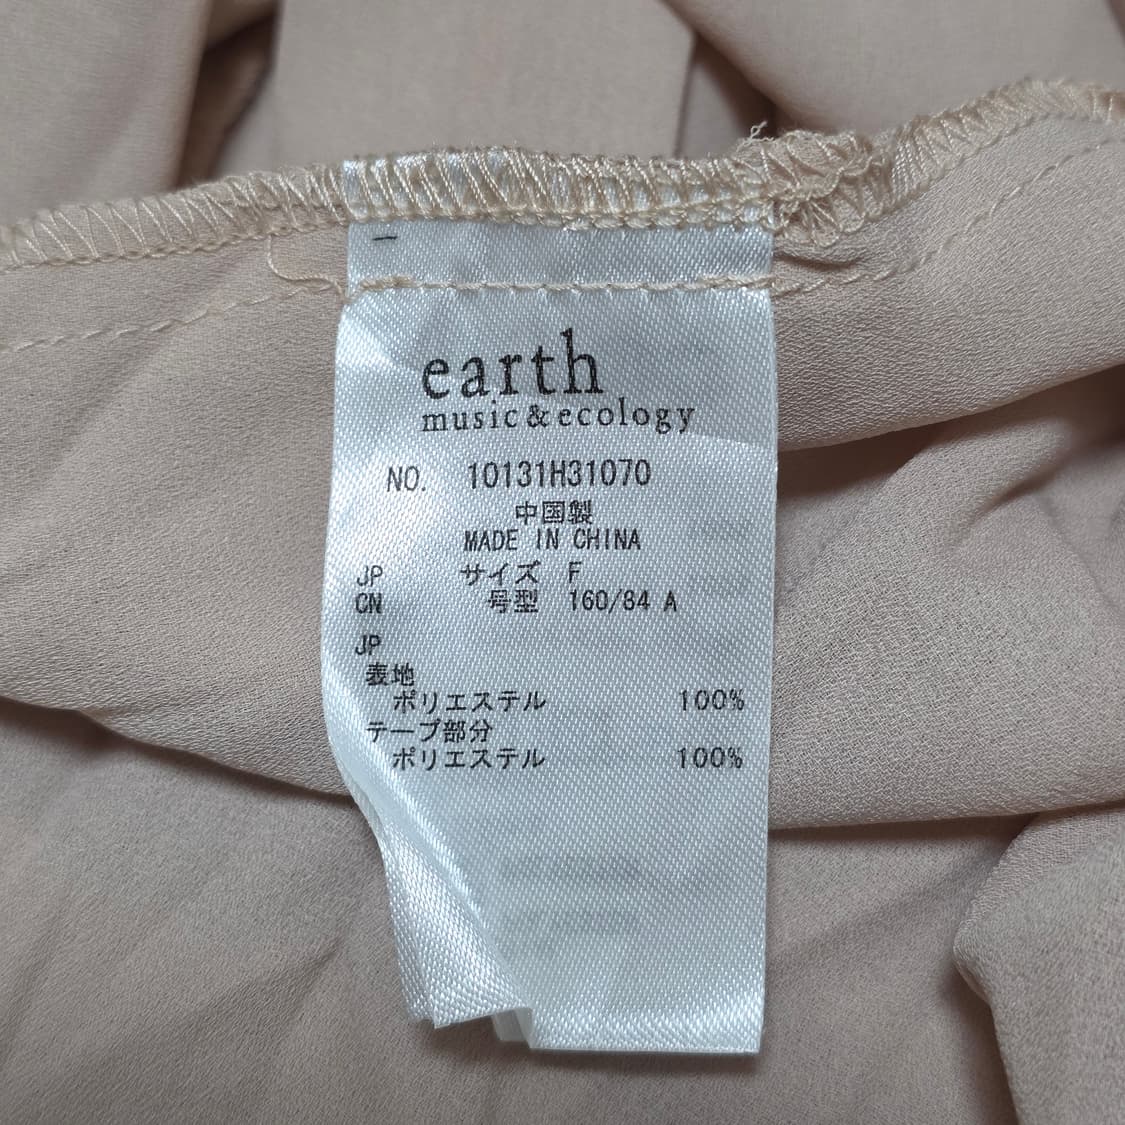 earth
music&ecology
NO. 10131H31070
中国製
MADE IN CHINA
JP サイズ F
CN 号型 160/84 A
JP
表地
ポリエステル 100%
テープ部分
ポリエステル 100%